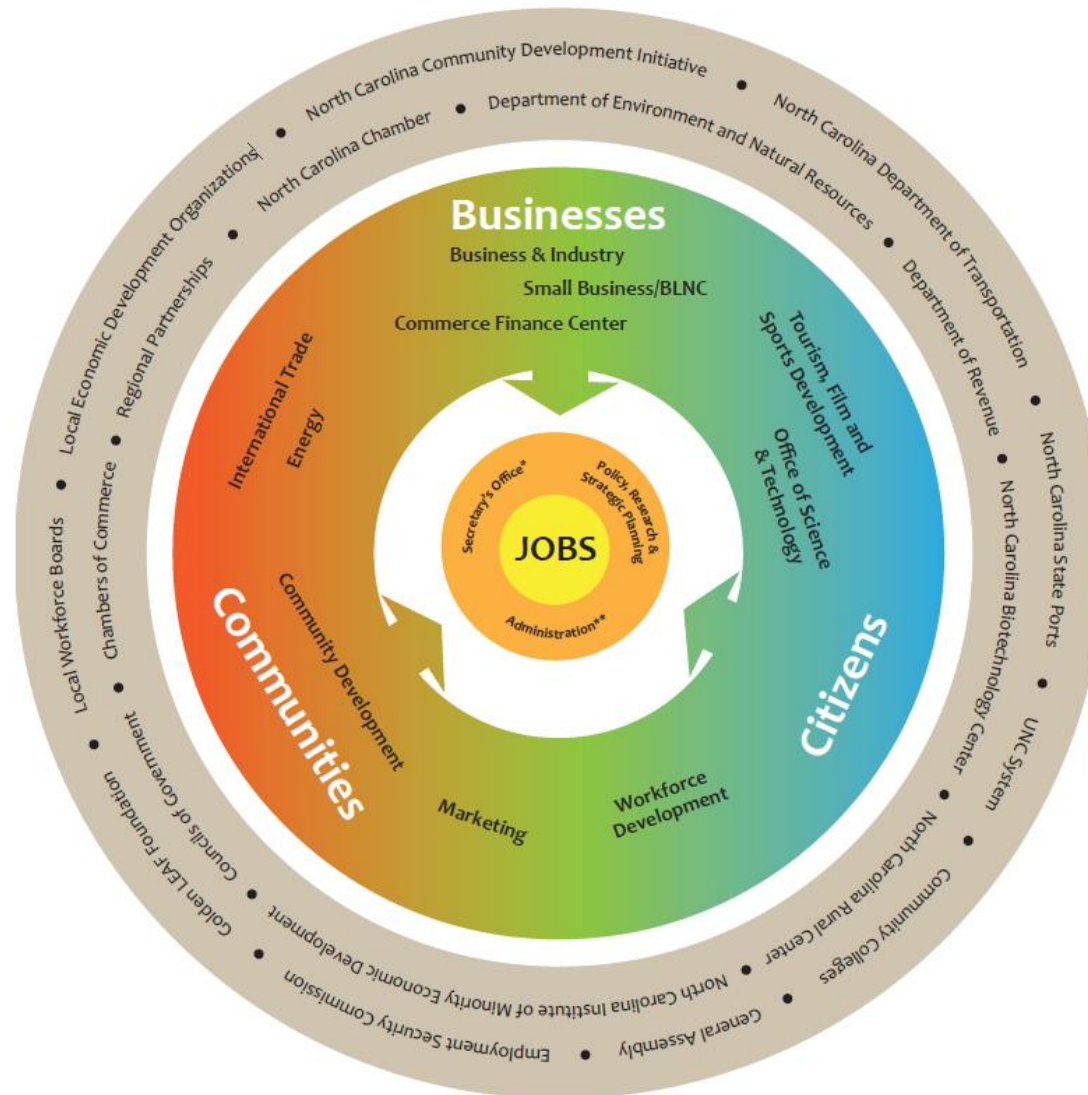 North Carolina Community Development Initiative
•
North Carolina Department of Transportation
•
North Carolina State Ports
•
UNC System
•
Community Colleges
•
General Assembly
•
Employment Security Commission
•
Golden LEAF Foundation
•
Local Workforce Boards
•
Local Economic Development Organizations
•
North Carolina Chamber
•
Department of Environment and Natural Resources
•
Department of Revenue
•
North Carolina Biotechnology Center
•
North Carolina Rural Center
•
North Carolina Institute of Minority Economic Development
•
Councils of Government
•
Chambers of Commerce
•
Regional Partnerships
•
Businesses
Business & Industry
Small Business/BLNC
Commerce Finance Center
Tourism, Film and
Sports Development
Office of Science
& Technology
Citizens
Workforce
Development
Marketing
Communities
Community Development
International Trade
Energy
Secretary's Office*
Policy, Research &
Strategic Planning
JOBS
Administration**